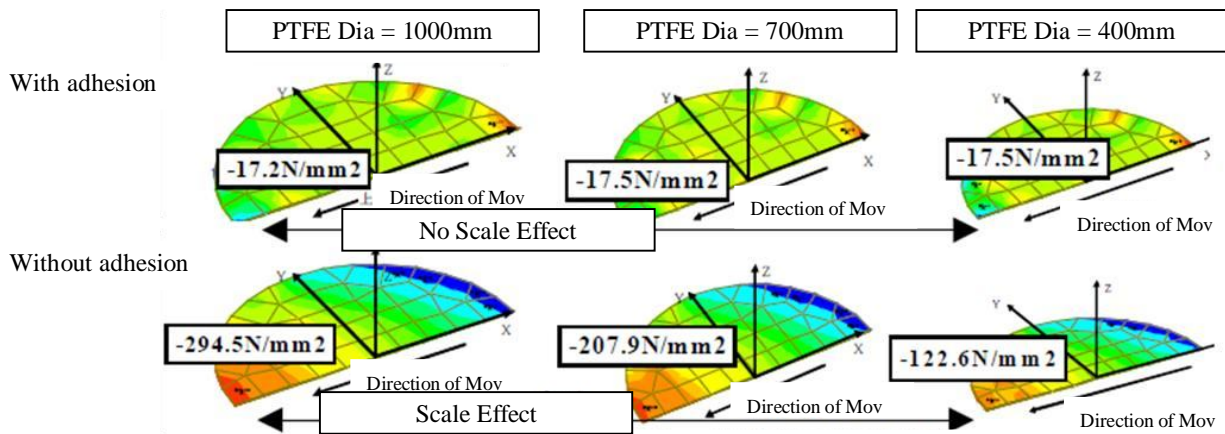 PTFE Dia = 1000mm
PTFE Dia = 700mm
PTFE Dia = 400mm
With adhesion
Z
Y
X
-17.2N/mm2
上
Direction of Mov
Z
Y
X
-17.5N/mm2
Direction of Mov
Z
Y
X
-17.5N/mm2
Direction of Mov
No Scale Effect
Without adhesion
Z
Y
X
-294.5N/mm2
Direction of Mov
Z
Y
X
-207.9N/mm2
Direction of Mov
Z
Y
X
-122.6N/mm2
Direction of Mov
Scale Effect